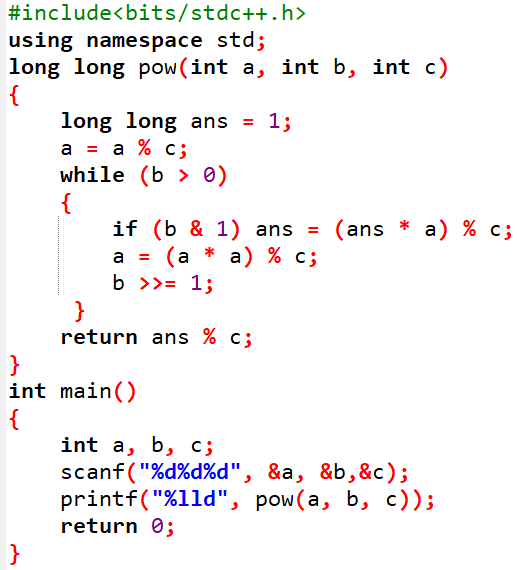 #include<bits/stdc++.h>
using namespace std;
long long pow(int a, int b, int c)
{
    long long ans = 1;
    a = a % c;
    while (b > 0)
    {
        if (b & 1) ans = (ans * a) % c;
        a = (a * a) % c;
        b >>= 1;
     }
    return ans % c;
}
int main()
{
    int a, b, c;
    scanf("%d%d%d", &a, &b,&c);
    printf("%lld", pow(a, b, c));
    return 0;
}